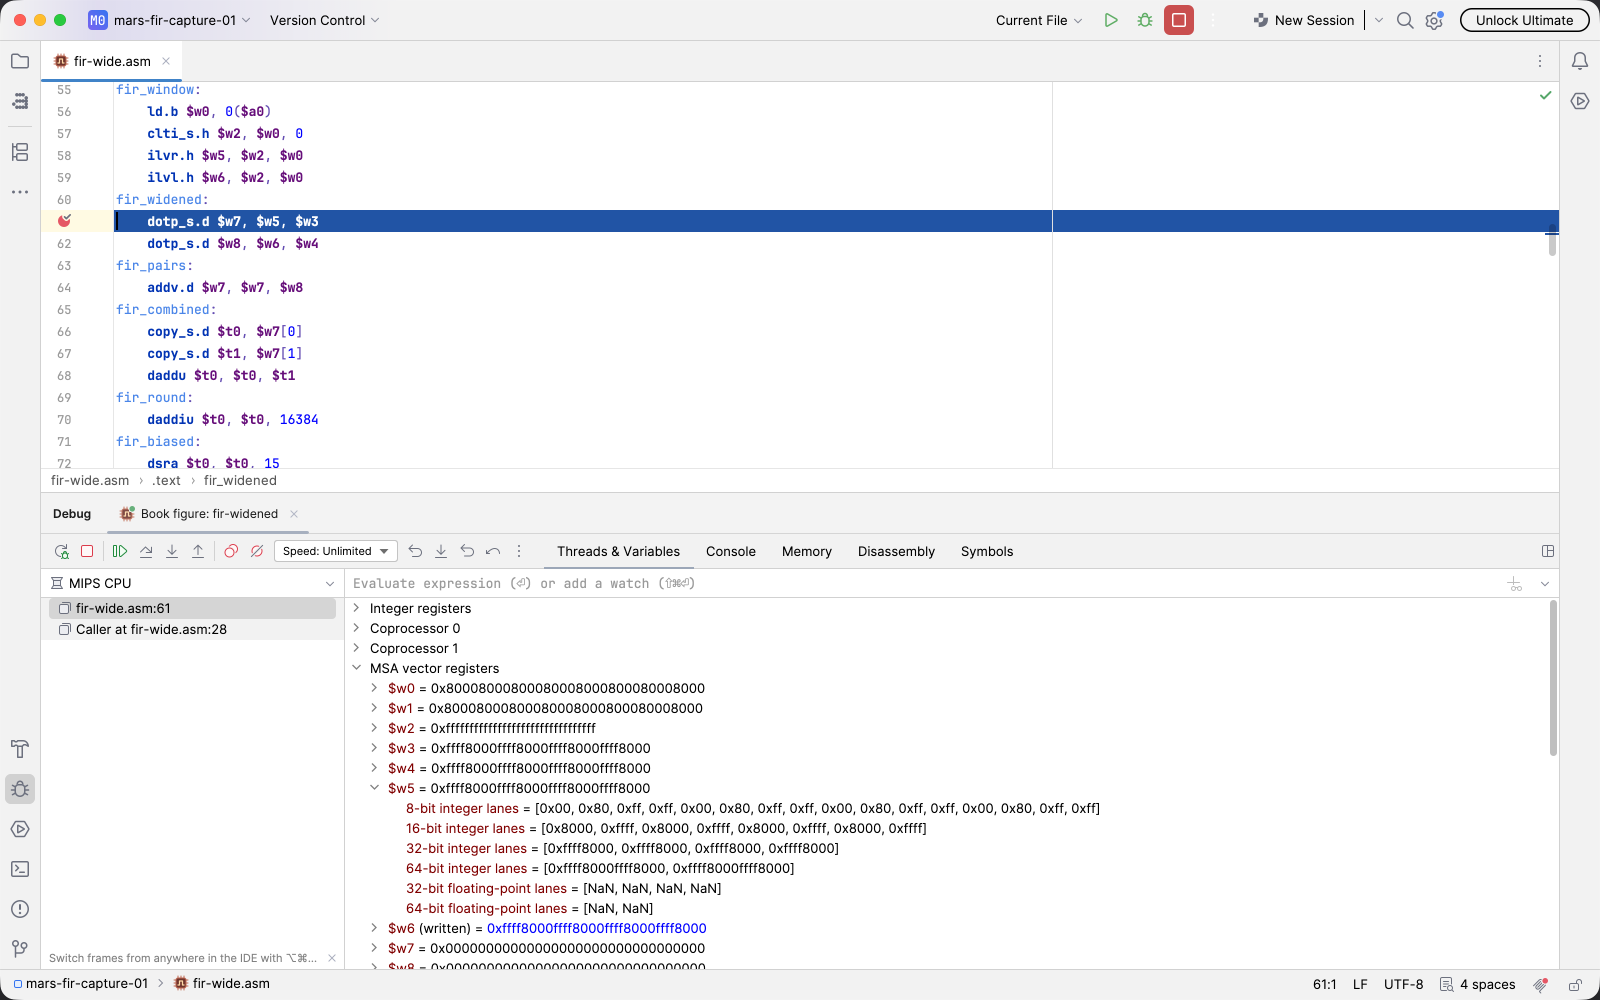 M0 mars-fir-capture-01 Version Control Current File New Session Unlock Ultimate
fir-wide.asm
55 fir_window:
56 ld.b $w0, 0($a0)
57 clti_s.h $w2, $w0, 0
58 ilvr.h $w5, $w2, $w0
59 ilvl.h $w6, $w2, $w0
60 fir_widened:
dotp_s.d $w7, $w5, $w3
62 dotp_s.d $w8, $w6, $w4
63 fir_pairs:
64 addv.d $w7, $w7, $w8
65 fir_combined:
66 copy_s.d $t0, $w7[0]
67 copy_s.d $t1, $w7[1]
68 daddu $t0, $t0, $t1
69 fir_round:
70 daddiu $t0, $t0, 16384
71 fir_biased:
72 dsra $t0, $t0, 15
fir-wide.asm › .text › fir_widened
Debug Book figure: fir-widened
Speed: Unlimited Threads & Variables Console Memory Disassembly Symbols
MIPS CPU
Evaluate expression (⏎) or add a watch (⇧⌘⏎)
fir-wide.asm:61
Caller at fir-wide.asm:28
Integer registers
Coprocessor 0
Coprocessor 1
MSA vector registers
$w0 = 0x80008000800080008000800080008000
$w1 = 0x80008000800080008000800080008000
$w2 = 0xffffffffffffffffffffffffffffffff
$w3 = 0xffff8000ffff8000ffff8000ffff8000
$w4 = 0xffff8000ffff8000ffff8000ffff8000
$w5 = 0xffff8000ffff8000ffff8000ffff8000
8-bit integer lanes = [0x00, 0x80, 0xff, 0xff, 0x00, 0x80, 0xff, 0xff, 0x00, 0x80, 0xff, 0xff, 0x00, 0x80, 0xff, 0xff]
16-bit integer lanes = [0x8000, 0xffff, 0x8000, 0xffff, 0x8000, 0xffff, 0x8000, 0xffff]
32-bit integer lanes = [0xffff8000, 0xffff8000, 0xffff8000, 0xffff8000]
64-bit integer lanes = [0xffff8000ffff8000, 0xffff8000ffff8000]
32-bit floating-point lanes = [NaN, NaN, NaN, NaN]
64-bit floating-point lanes = [NaN, NaN]
$w6 (written) = 0xffff8000ffff8000ffff8000ffff8000
$w7 = 0x00000000000000000000000000000000
$w8 = 0x00000000000000000000000000000000
Switch frames from anywhere in the IDE with ⌥⌘...
mars-fir-capture-01 › fir-wide.asm 61:1 LF UTF-8 4 spaces